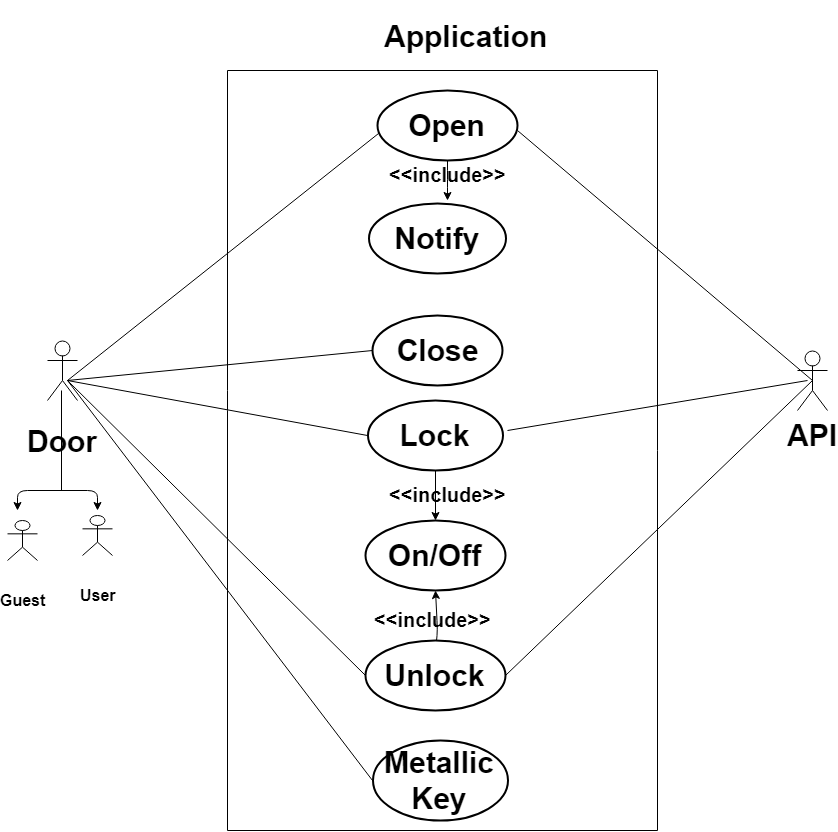 Application
Open
<<include>>
Notify
Close
Lock
Door
API
<<include>>
On/Off
Guest
User
<<include>>
Unlock
Metallic
Key